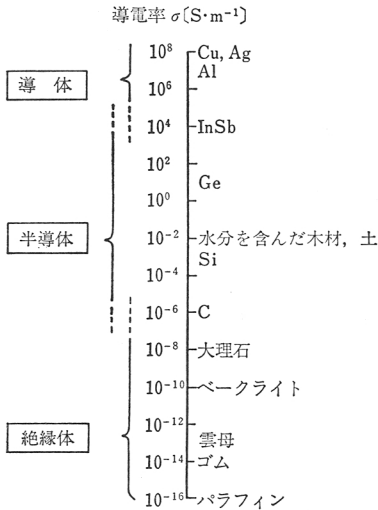 導電率 σ〔S·m⁻¹〕
10⁸ Cu, Ag
Al
導 体
10⁶
10⁴ InSb
10²
Ge
10⁰
半導体
10⁻² 水分を含んだ木材, 土
Si
10⁻⁴
10⁻⁶ C
10⁻⁸ 大理石
10⁻¹⁰ ベークライト
10⁻¹²
絶縁体
雲母
10⁻¹⁴ ゴム
10⁻¹⁶ パラフィン